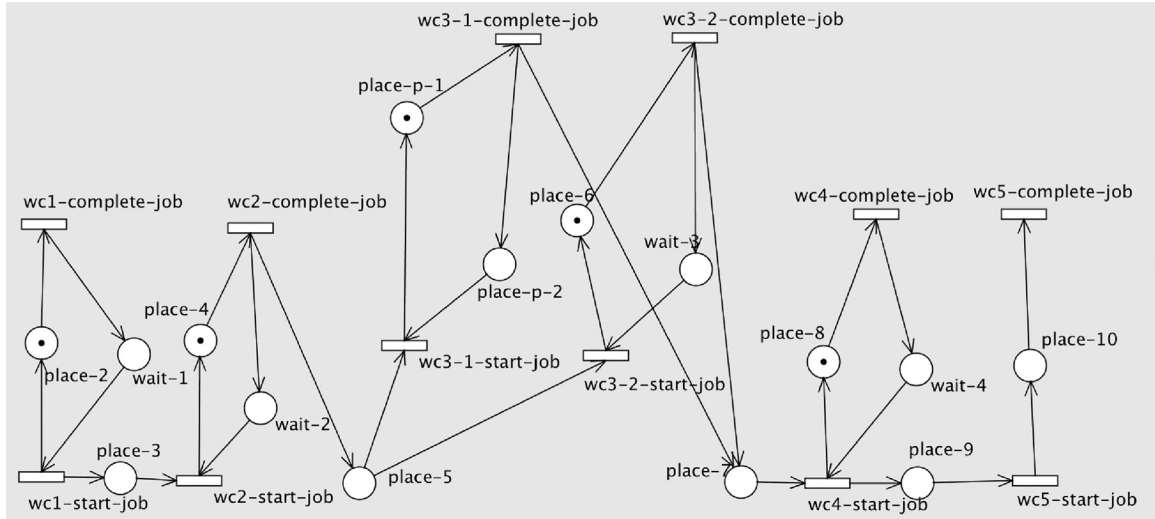 wc3-1-complete-job
wc3-2-complete-job
place-p-1
wc1-complete-job
wc2-complete-job
place-6
wc4-complete-job
wc5-complete-job
wait-3
place-p-2
place-4
place-8
place-10
wc3-1-start-job
place-2
wait-1
wc3-2-start-job
wait-4
wait-2
place-3
place-9
place-7
place-5
wc1-start-job
wc2-start-job
wc4-start-job
wc5-start-job